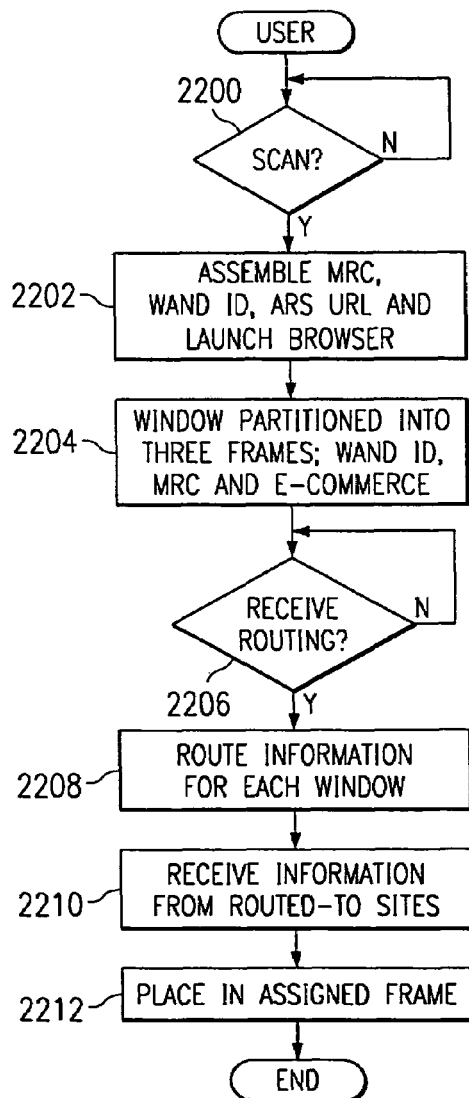 USER
2200
SCAN?
N
Y
2202
ASSEMBLE MRC,
WAND ID, ARS URL AND
LAUNCH BROWSER
2204
WINDOW PARTITIONED INTO
THREE FRAMES; WAND ID,
MRC AND E-COMMERCE
RECEIVE
ROUTING?
N
2206
Y
2208
ROUTE INFORMATION
FOR EACH WINDOW
2210
RECEIVE INFORMATION
FROM ROUTED-TO SITES
2212
PLACE IN ASSIGNED FRAME
END